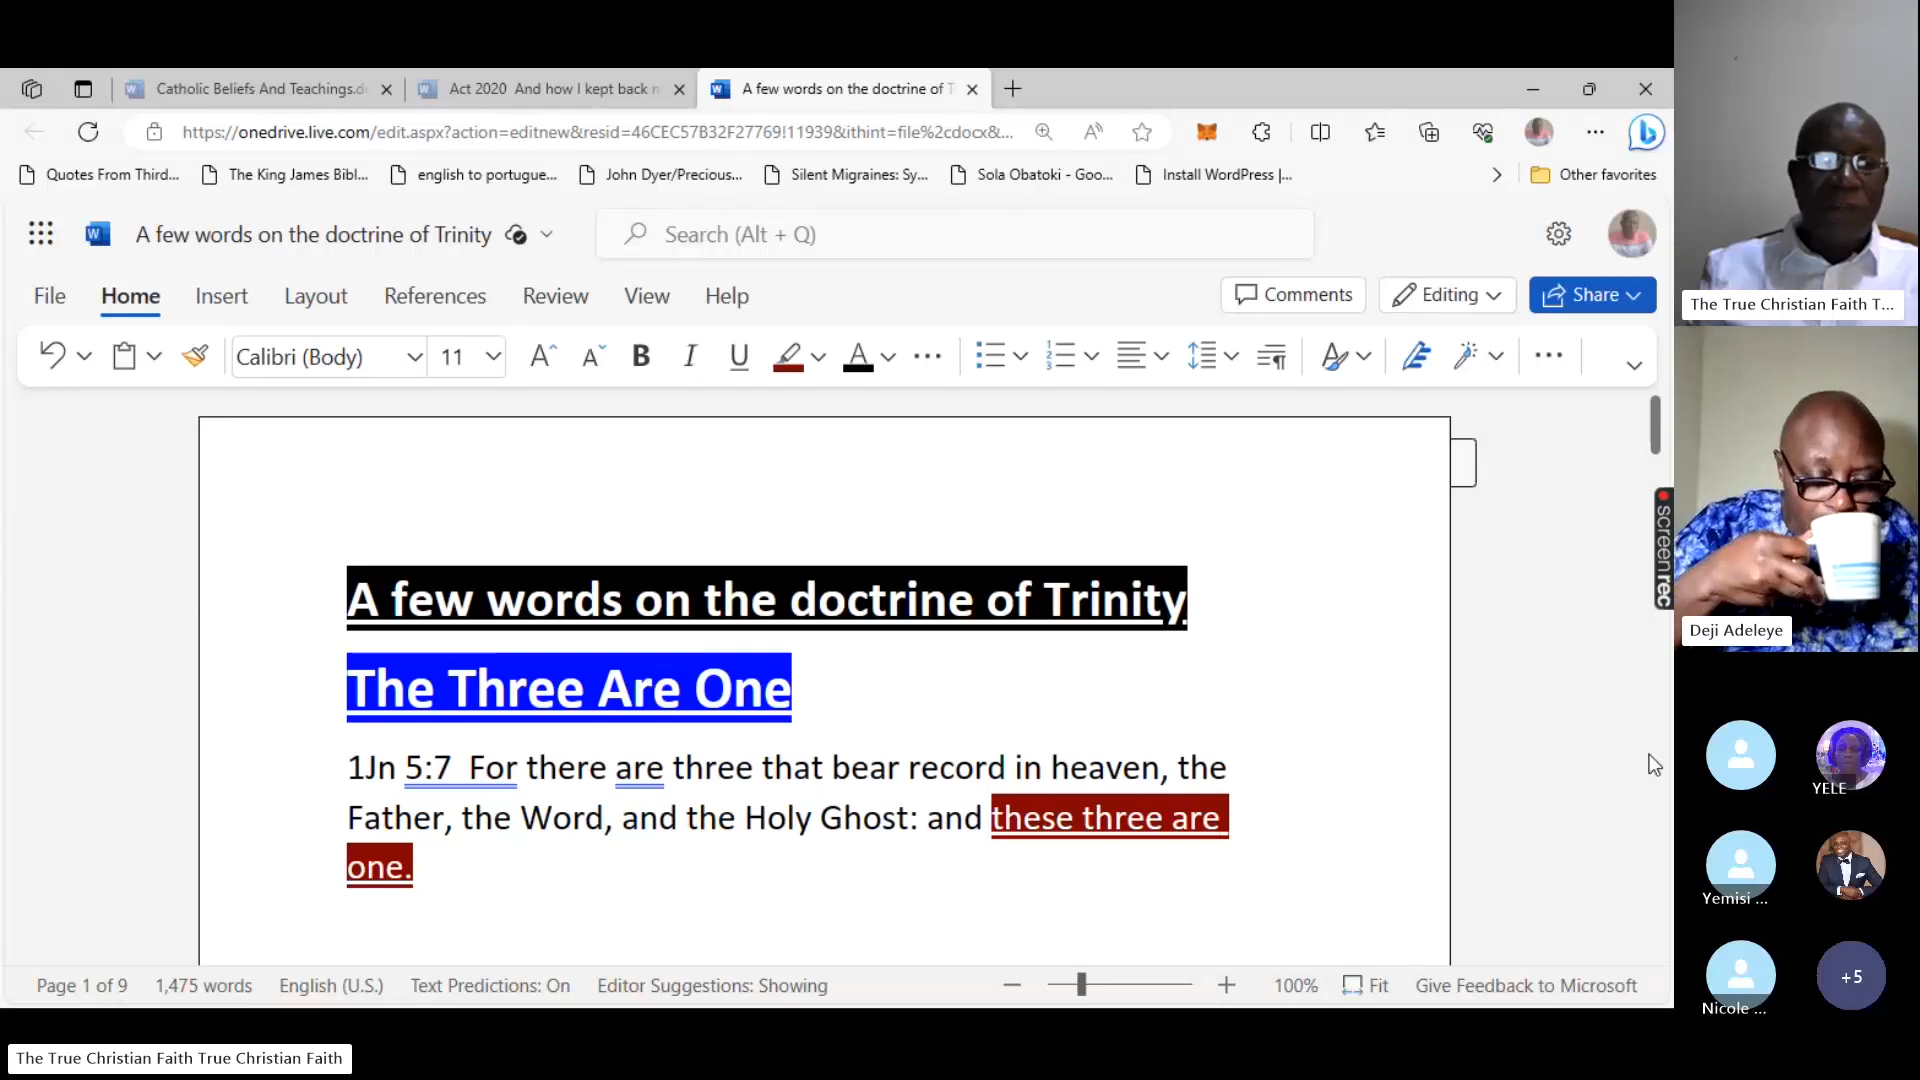 Catholic Beliefs And Teachings.d
Act 2020 And how I kept back n
A few words on the doctrine of T
https://onedrive.live.com/edit.aspx?action=editnew&resid=46CEC57B32F27769!11939&ithint=file%2cdocx&...
Quotes From Third...
The King James Bibl...
english to portugue...
John Dyer/Precious...
Silent Migraines: Sy...
Sola Obatoki - Goo...
Install WordPress |...
Other favorites
A few words on the doctrine of Trinity
Search (Alt + Q)
File Home Insert Layout References Review View Help
Comments
Editing
Share
Calibri (Body)
11
A few words on the doctrine of Trinity
The Three Are One
1Jn 5:7 For there are three that bear record in heaven, the
Father, the Word, and the Holy Ghost: and these three are
one.
Page 1 of 9
1,475 words
English (U.S.)
Text Predictions: On
Editor Suggestions: Showing
100%
Fit
Give Feedback to Microsoft
screenrec
The True Christian Faith T...
Deji Adeleye
YELE
Yemisi ...
Nicole ...
+5
The True Christian Faith True Christian Faith